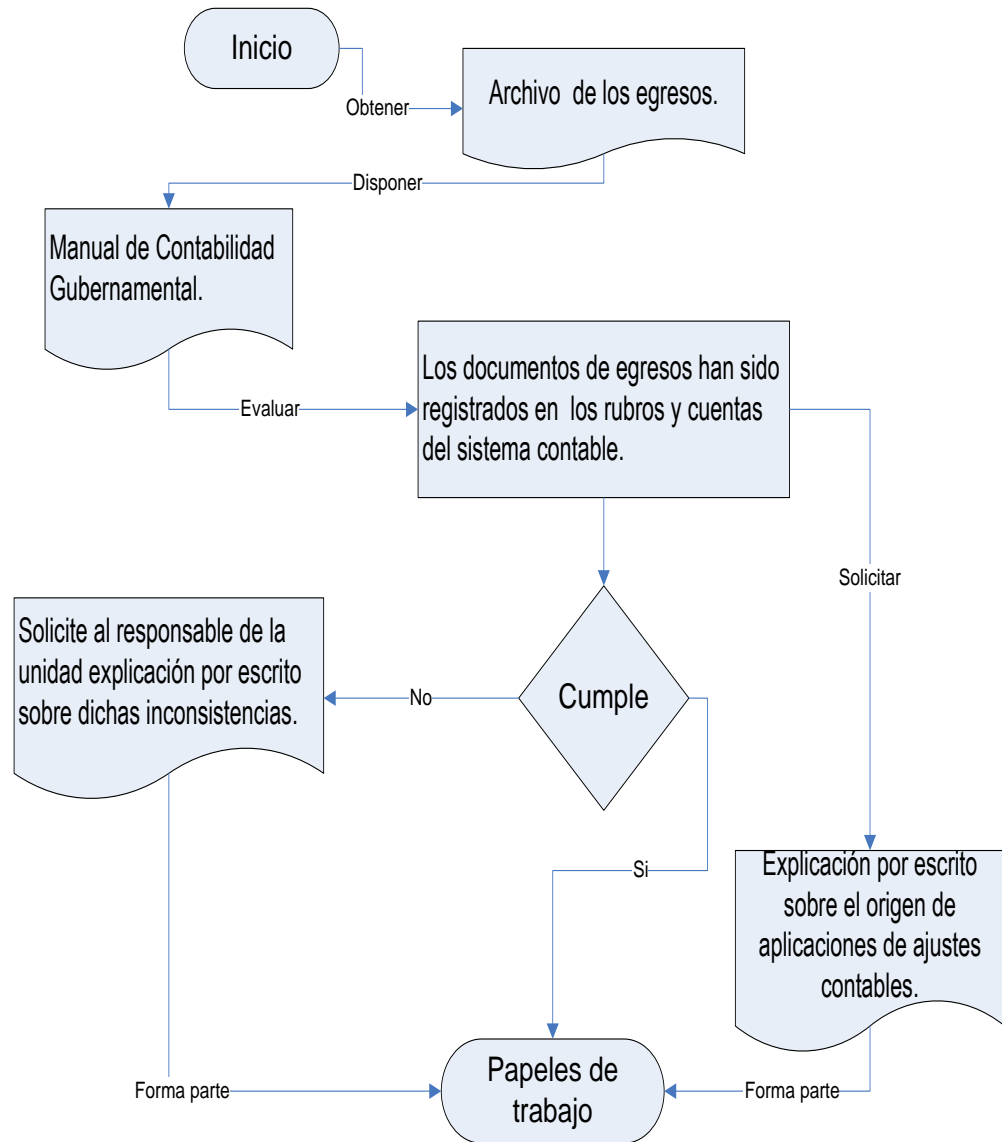 Inicio
Obtener
Archivo de los egresos.
Disponer
Manual de Contabilidad
Gubernamental.
Evaluar
Los documentos de egresos han sido
registrados en los rubros y cuentas
del sistema contable.
Solicitar
Solicite al responsable de la
unidad explicación por escrito
sobre dichas inconsistencias.
No
Cumple
Si
Explicación por escrito
sobre el origen de
aplicaciones de ajustes
contables.
Forma parte
Papeles de
trabajo
Forma parte